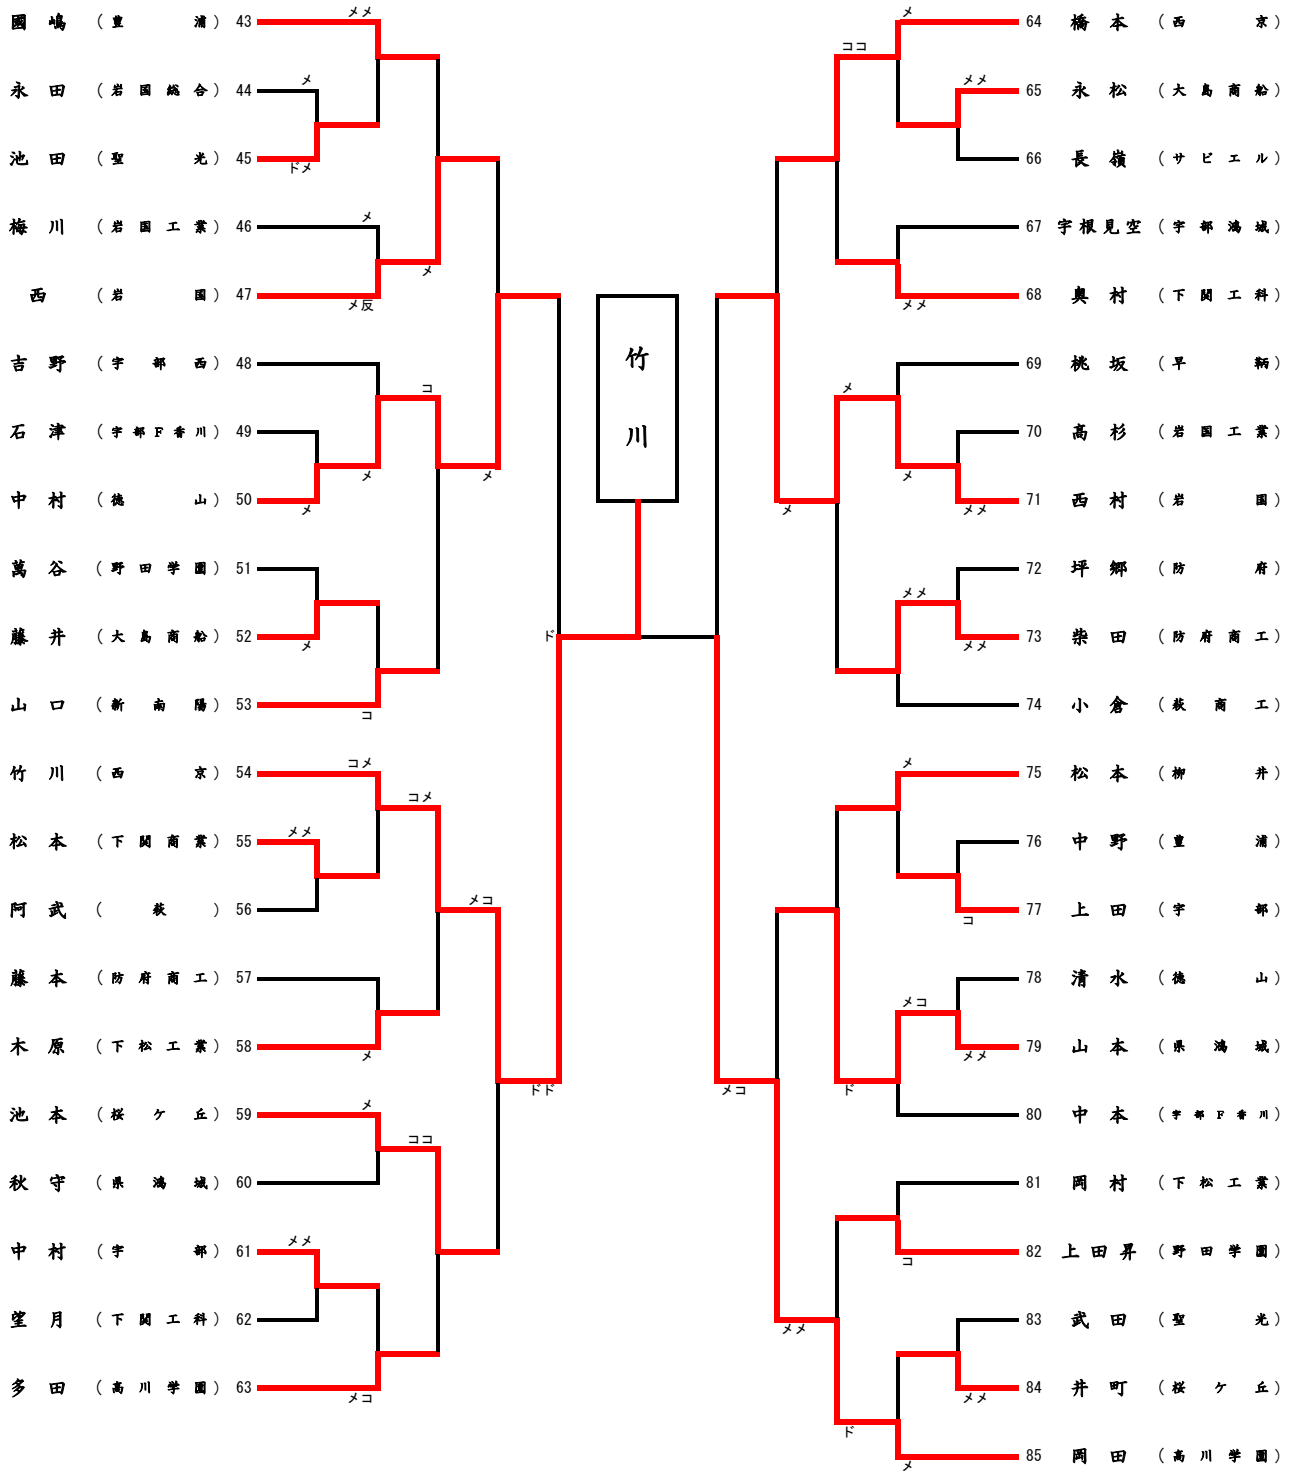 國嶋 (豊浦) 43
メメ
永田 (岩国総合) 44
メ
池田 (聖光) 45
ドメ
梅川 (岩国工業) 46
メ
メ
西 (岩国) 47
メ反
吉野 (宇部西) 48
コ
石津 (宇部F香川) 49
メ
メ
中村 (徳山) 50
メ
萬谷 (野田学園) 51
藤井 (大島商船) 52
メ
山口 (新南陽) 53
コ
竹川 (西京) 54
コメ
コメ
松本 (下関商業) 55
メメ
阿武 (萩) 56
メコ
藤本 (防府商工) 57
木原 (下松工業) 58
メ
ドド
池本 (桜ケ丘) 59
メ
ココ
秋守 (県鴻城) 60
中村 (宇部) 61
メメ
望月 (下関工科) 62
多田 (高川学園) 63
メコ
竹川
ド
メ
64 橋本 (西京)
ココ
メメ
65 永松 (大島商船)
66 長嶺 (サビエル)
67 宇根見空 (宇部鴻城)
68 奥村 (下関工科)
メメ
69 桃坂 (早鞆)
メ
70 高杉 (岩国工業)
メ
71 西村 (岩国)
メ
メメ
72 坪郷 (防府)
メメ
73 柴田 (防府商工)
メメ
74 小倉 (萩商工)
メ
75 松本 (柳井)
76 中野 (豊浦)
77 上田 (宇部)
コ
78 清水 (徳山)
メコ
79 山本 (県鴻城)
メメ
メコ
ド
80 中本 (宇部F香川)
81 岡村 (下松工業)
82 上田昇 (野田学園)
コ
83 武田 (聖光)
メメ
84 井町 (桜ケ丘)
メメ
ド
85 岡田 (高川学園)
メ